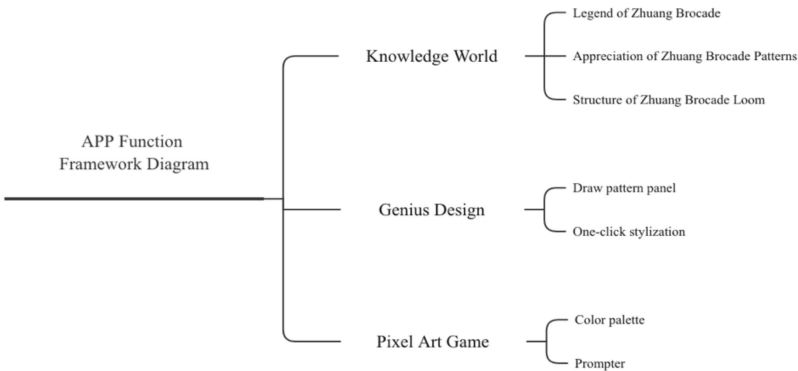 APP Function
Framework Diagram
Knowledge World
Legend of Zhuang Brocade
Appreciation of Zhuang Brocade Patterns
Structure of Zhuang Brocade Loom
Genius Design
Draw pattern panel
One-click stylization
Pixel Art Game
Color palette
Prompter